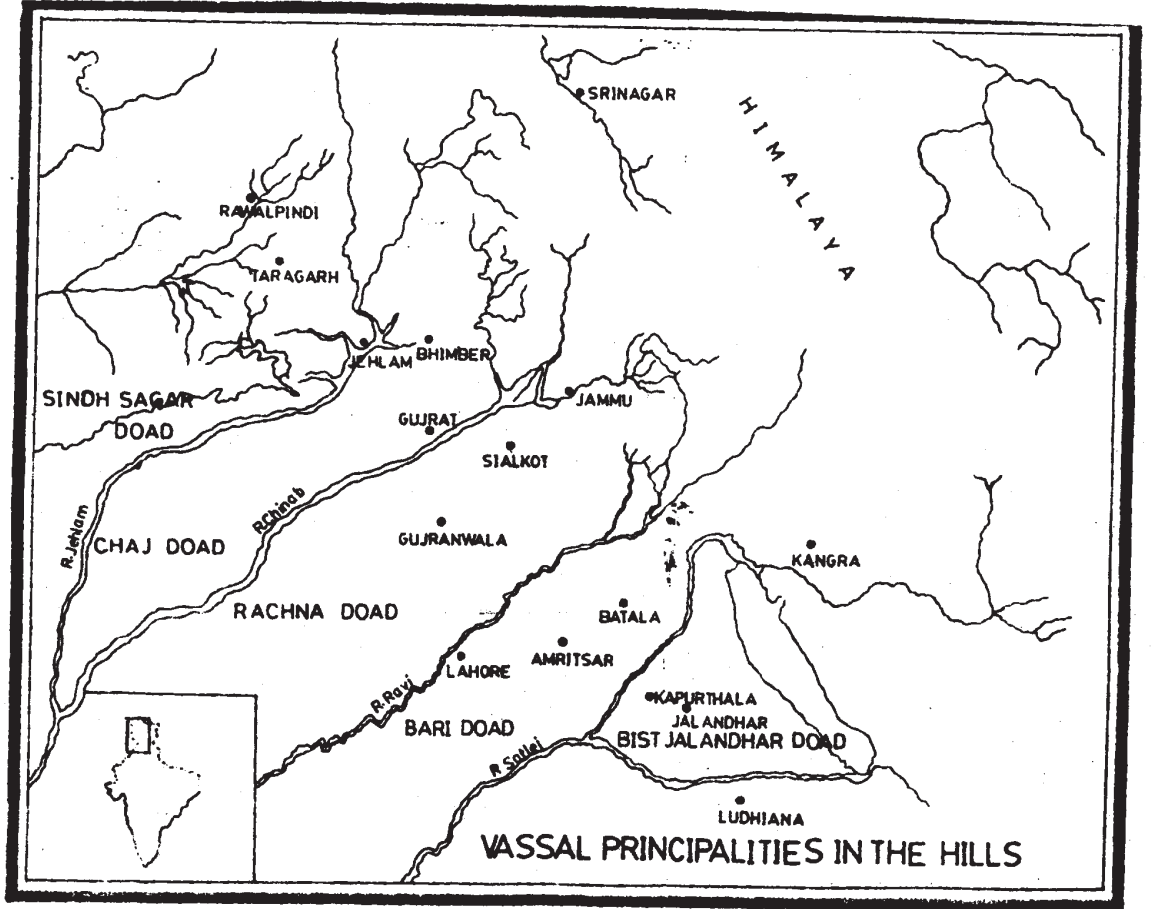 SRINAGAR
HIMALAYA
RAWALPINDI
TARAGARH
JEHLAM
BHIMBER
SINDH SAGAR
DOAD
JAMMU
GUJRAT
SIALKOT
R.Jehlam
R.Chinab
CHAJ DOAD
GUJRANWALA
KANGRA
RACHNA DOAD
BATALA
AMRITSAR
LAHORE
R.Ravi
KAPURTHALA
JALANDHAR
BARI DOAD
BIST JALANDHAR DOAD
R Satlej
LUDHIANA
VASSAL PRINCIPALITIES IN THE HILLS